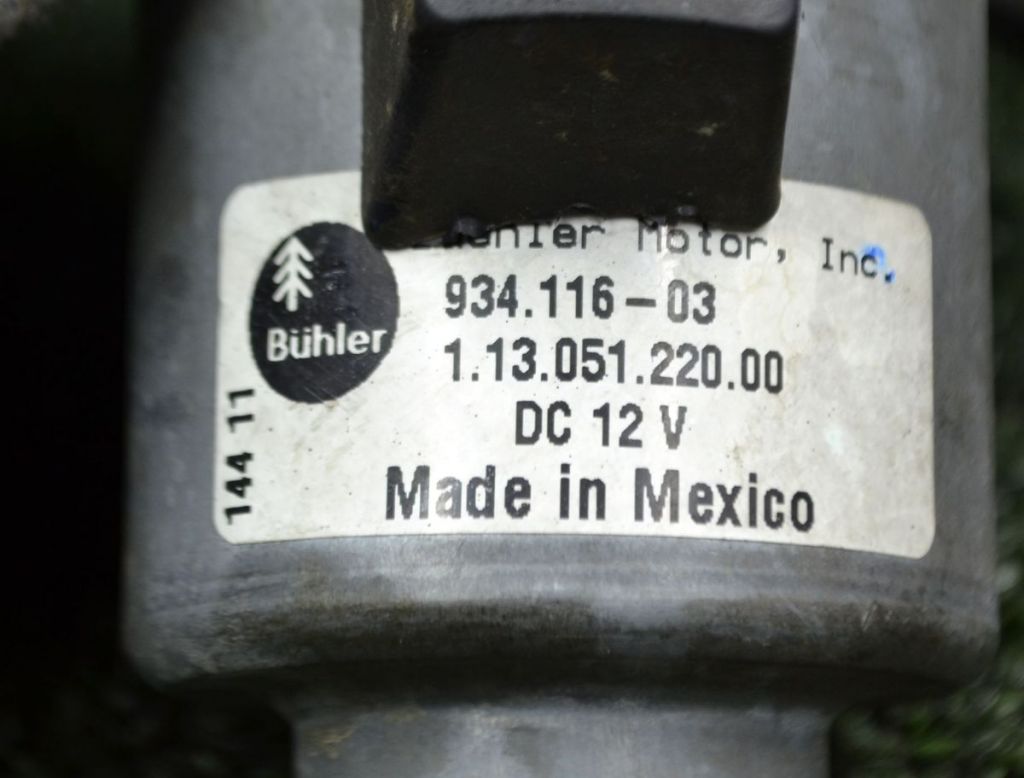 Motor, Inc.
934.116-03
1.13.051.220.00
DC 12 V
Made in Mexico
Bühler
144 11